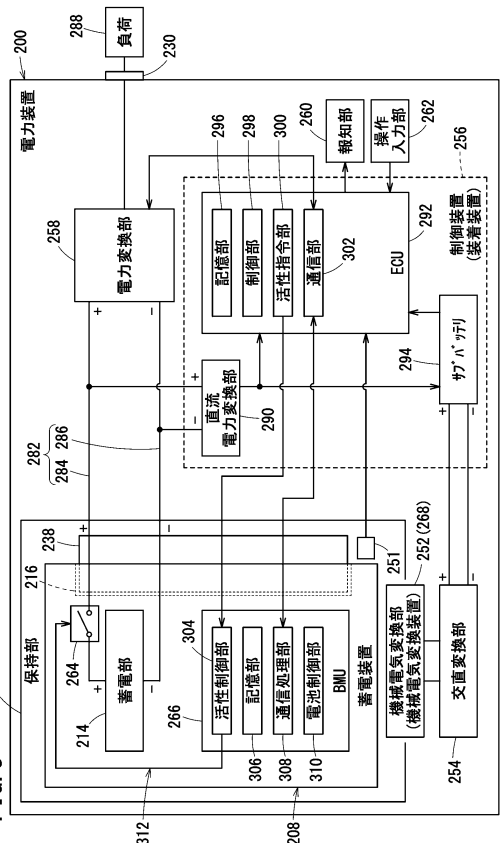 200
電力装置
288
負荷
230
258
電力変換部
+
−
282
284
286
+
−
直流
電力変換部
290
296
記憶部
298
制御部
300
活性指令部
通信部
302
ECU
292
260
報知部
操作
入力部
262
256
制御装置
(装着装置)
294
サブバッテリ
+
−
保持部
238
+
−
216
264
+
−
蓄電部
214
304
266
活性制御部
記憶部
306
通信処理部
308
電池制御部
310
BMU
蓄電装置
312
208
251
252(268)
機械電気変換部
(機械電気変換装置)
交直変換部
254
+
−